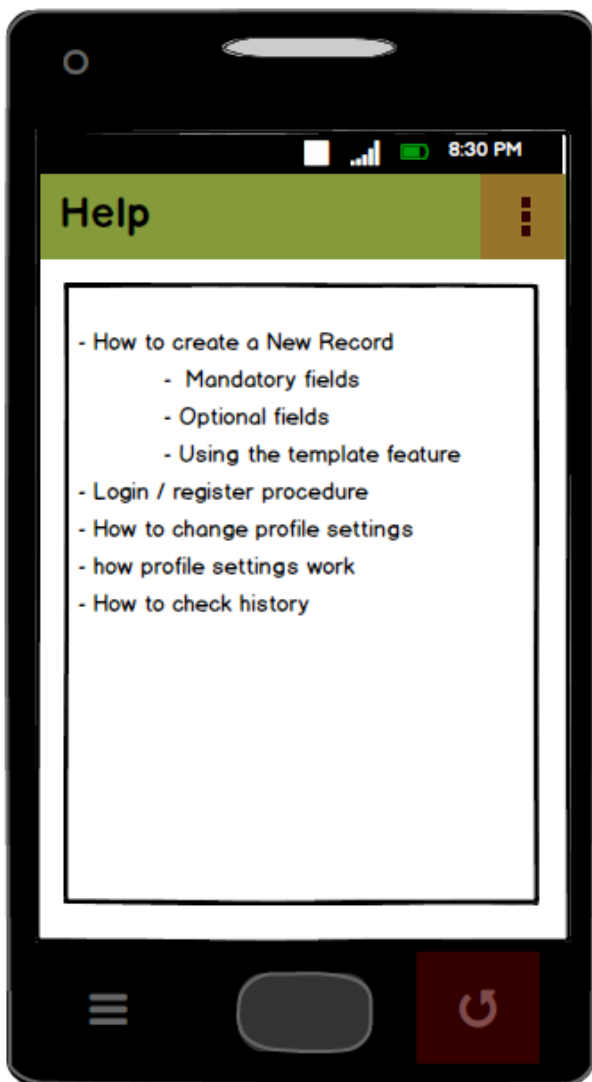 8:30 PM
Help
- How to create a New Record
- Mandatory fields
- Optional fields
- Using the template feature
- Login / register procedure
- How to change profile settings
- how profile settings work
- How to check history